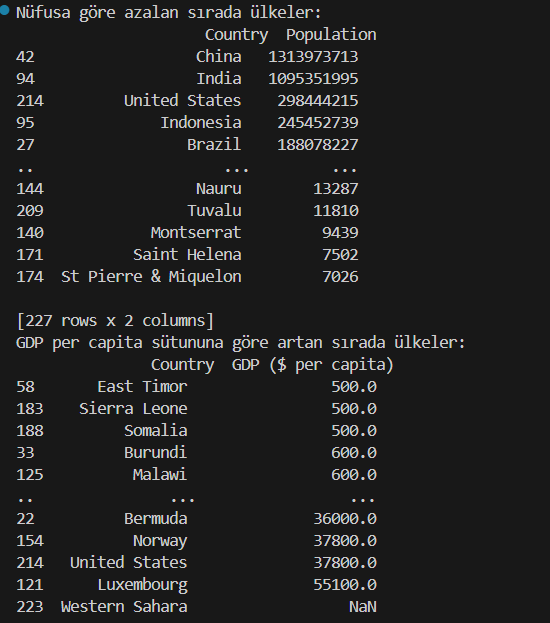 Nüfusa göre azalan sırada ülkeler:
Country Population
42 China 1313973713
94 India 1095351995
214 United States 298444215
95 Indonesia 245452739
27 Brazil 188078227
.. ... ...
144 Nauru 13287
209 Tuvalu 11810
140 Montserrat 9439
171 Saint Helena 7502
174 St Pierre & Miquelon 7026
[227 rows x 2 columns]
GDP per capita sütununa göre artan sırada ülkeler:
Country GDP ($ per capita)
58 East Timor 500.0
183 Sierra Leone 500.0
188 Somalia 500.0
33 Burundi 600.0
125 Malawi 600.0
.. ... ...
22 Bermuda 36000.0
154 Norway 37800.0
214 United States 37800.0
121 Luxembourg 55100.0
223 Western Sahara NaN